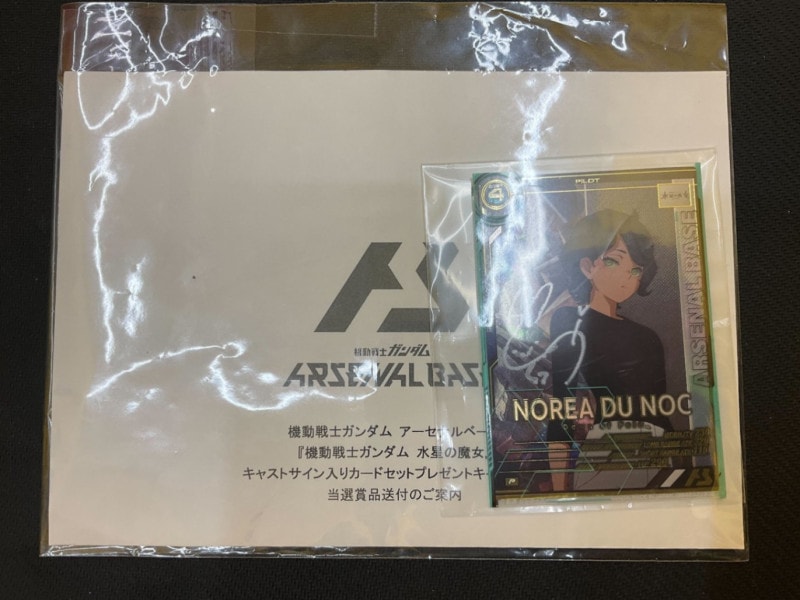 機動戦士ガンダム
ARSENAL BASE
機動戦士ガンダム アーセナルベー
『機動戦士ガンダム 水星の魔女』
キャストサイン入りカードセットプレゼントキ
当選賞品送付のご案内
PILOT
4
ARSENAL BASE
NOREA DU NOC